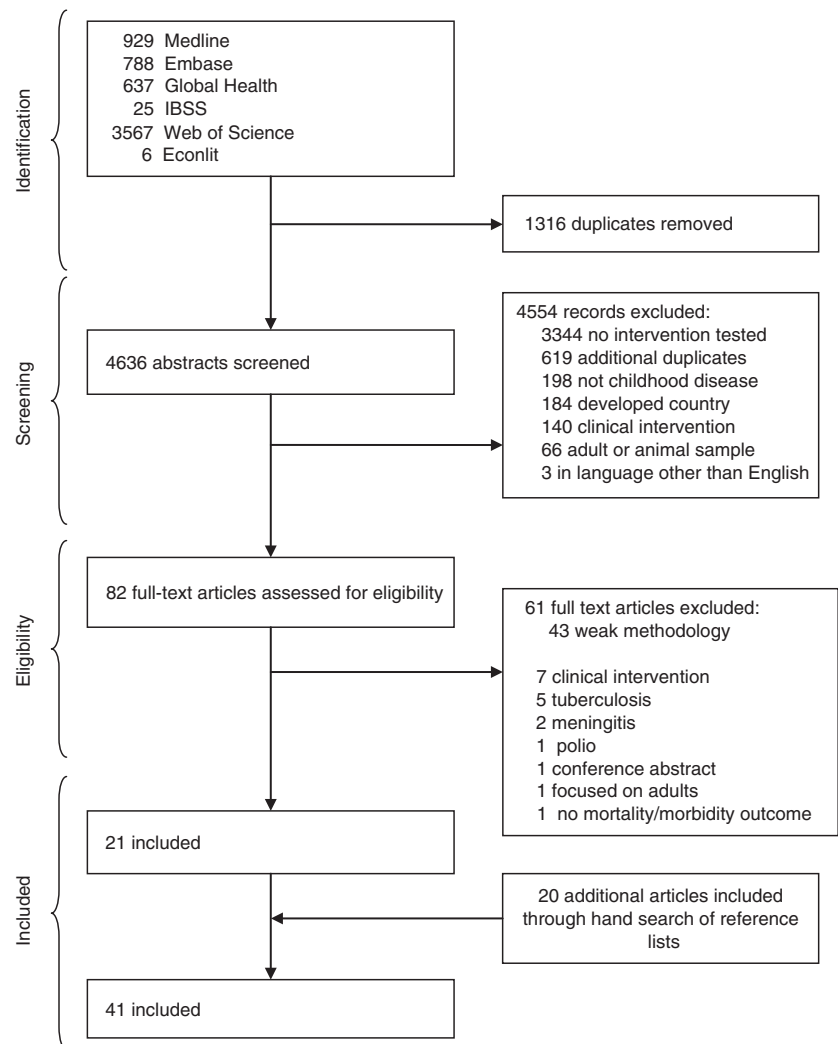 Identification
929 Medline
788 Embase
637 Global Health
25 IBSS
3567 Web of Science
6 Econlit
1316 duplicates removed
Screening
4636 abstracts screened
4554 records excluded:
3344 no intervention tested
619 additional duplicates
198 not childhood disease
184 developed country
140 clinical intervention
66 adult or animal sample
3 in language other than English
Eligibility
82 full-text articles assessed for eligibility
61 full text articles excluded:
43 weak methodology
7 clinical intervention
5 tuberculosis
2 meningitis
1 polio
1 conference abstract
1 focused on adults
1 no mortality/morbidity outcome
Included
21 included
20 additional articles included
through hand search of reference
lists
41 included